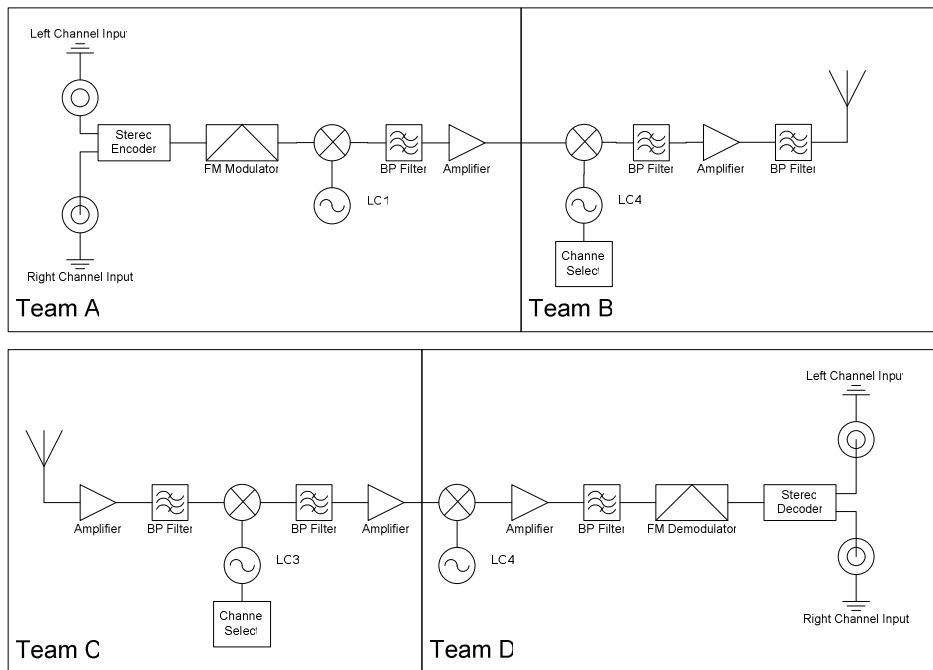 Left Channel Input
Stereo
Encoder
FM Modulator
BP Filter
Amplifier
LC1
Right Channel Input
Team A
BP Filter
Amplifier
BP Filter
LC4
Channe
Select
Team B
Amplifier
BP Filter
BP Filter
Amplifier
LC3
Channe
Select
Team C
Left Channel Input
Amplifier
BP Filter
FM Demodulator
Stereo
Decoder
LC4
Right Channel Input
Team D